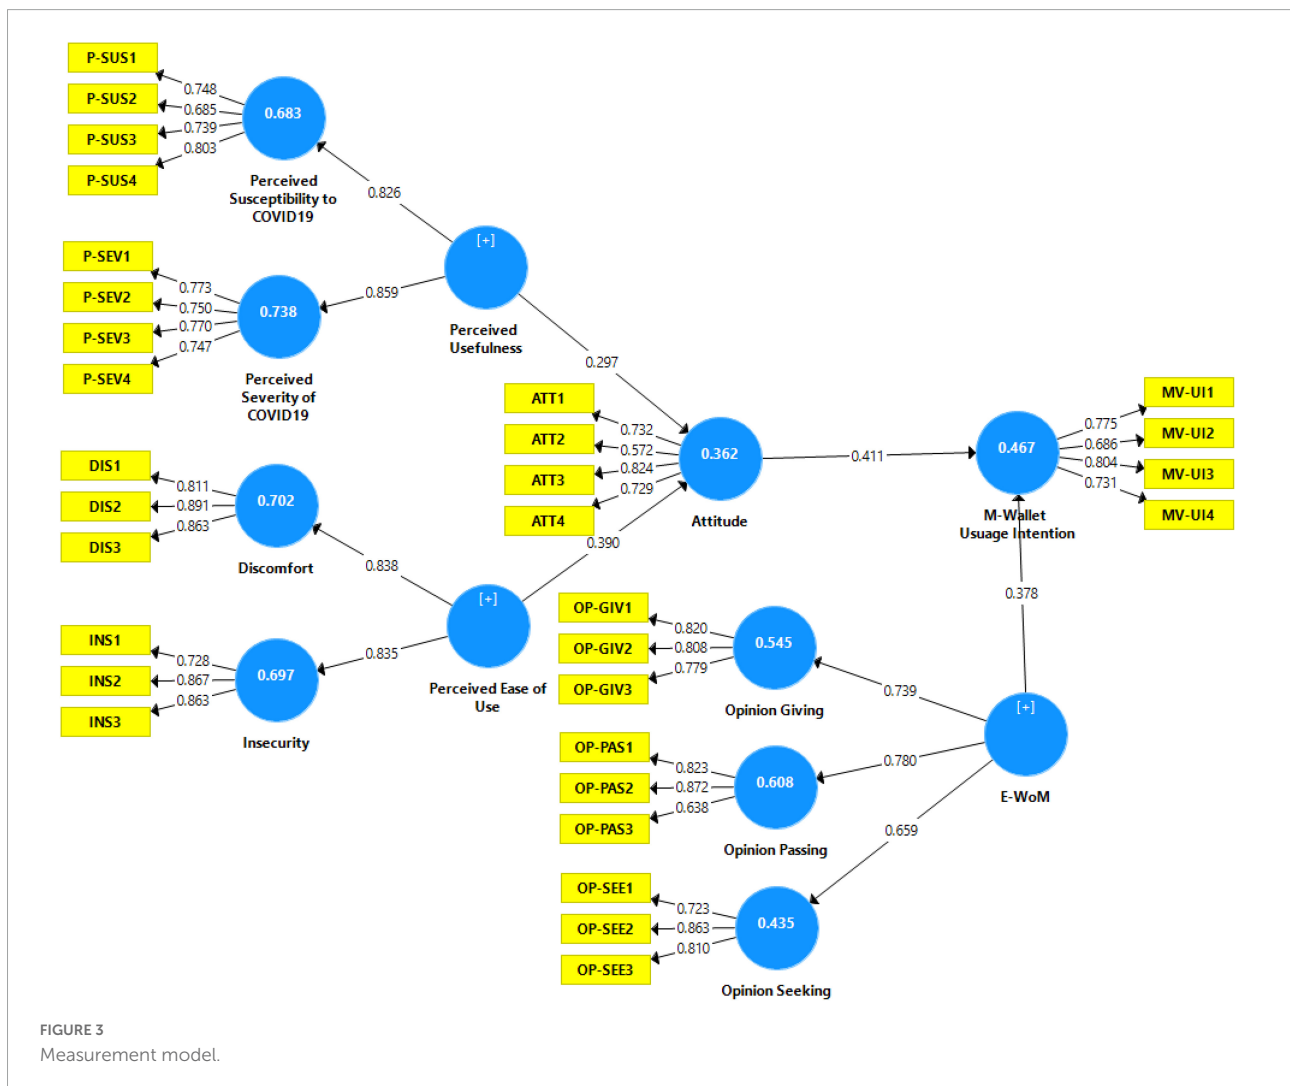 P-SUS1
P-SUS2
P-SUS3
P-SUS4
0.748
0.685
0.739
0.803
0.683
Perceived
Susceptibility to
COVID19
0.826
P-SEV1
P-SEV2
P-SEV3
P-SEV4
0.773
0.750
0.770
0.747
0.738
Perceived
Severity of
COVID19
0.859
[+]
Perceived
Usefulness
0.297
DIS1
DIS2
DIS3
0.811
0.891
0.863
0.702
Discomfort
0.838
INS1
INS2
INS3
0.728
0.867
0.863
0.697
Insecurity
0.835
[+]
Perceived Ease of
Use
0.390
ATT1
ATT2
ATT3
ATT4
0.732
0.572
0.824
0.729
0.362
Attitude
0.411
0.467
M-Wallet
Usuage Intention
0.775
0.686
0.804
0.731
MV-UI1
MV-UI2
MV-UI3
MV-UI4
0.378
OP-GIV1
OP-GIV2
OP-GIV3
0.820
0.808
0.779
0.545
Opinion Giving
0.739
OP-PAS1
OP-PAS2
OP-PAS3
0.823
0.872
0.638
0.608
Opinion Passing
0.780
[+]
E-WoM
0.659
OP-SEE1
OP-SEE2
OP-SEE3
0.723
0.863
0.810
0.435
Opinion Seeking
FIGURE 3
Measurement model.